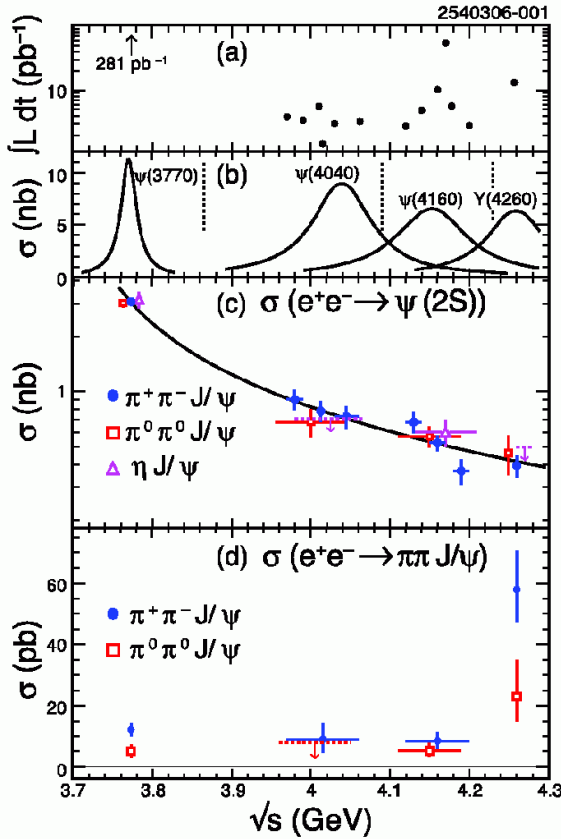 2540306-001
∫L dt (pb⁻¹)
10
281 pb⁻¹
(a)
σ (nb)
10
5
0
ψ(3770)
(b)
ψ(4040)
ψ(4160)
Y(4260)
σ (nb)
1
(c) σ (e⁺e⁻→ ψ (2S))
π⁺π⁻J/ψ
π⁰π⁰J/ψ
ηJ/ψ
σ (pb)
60
40
20
0
(d) σ (e⁺e⁻→ππJ/ψ)
π⁺π⁻J/ψ
π⁰π⁰J/ψ
3.7 3.8 3.9 4 4.1 4.2 4.3
√s (GeV)